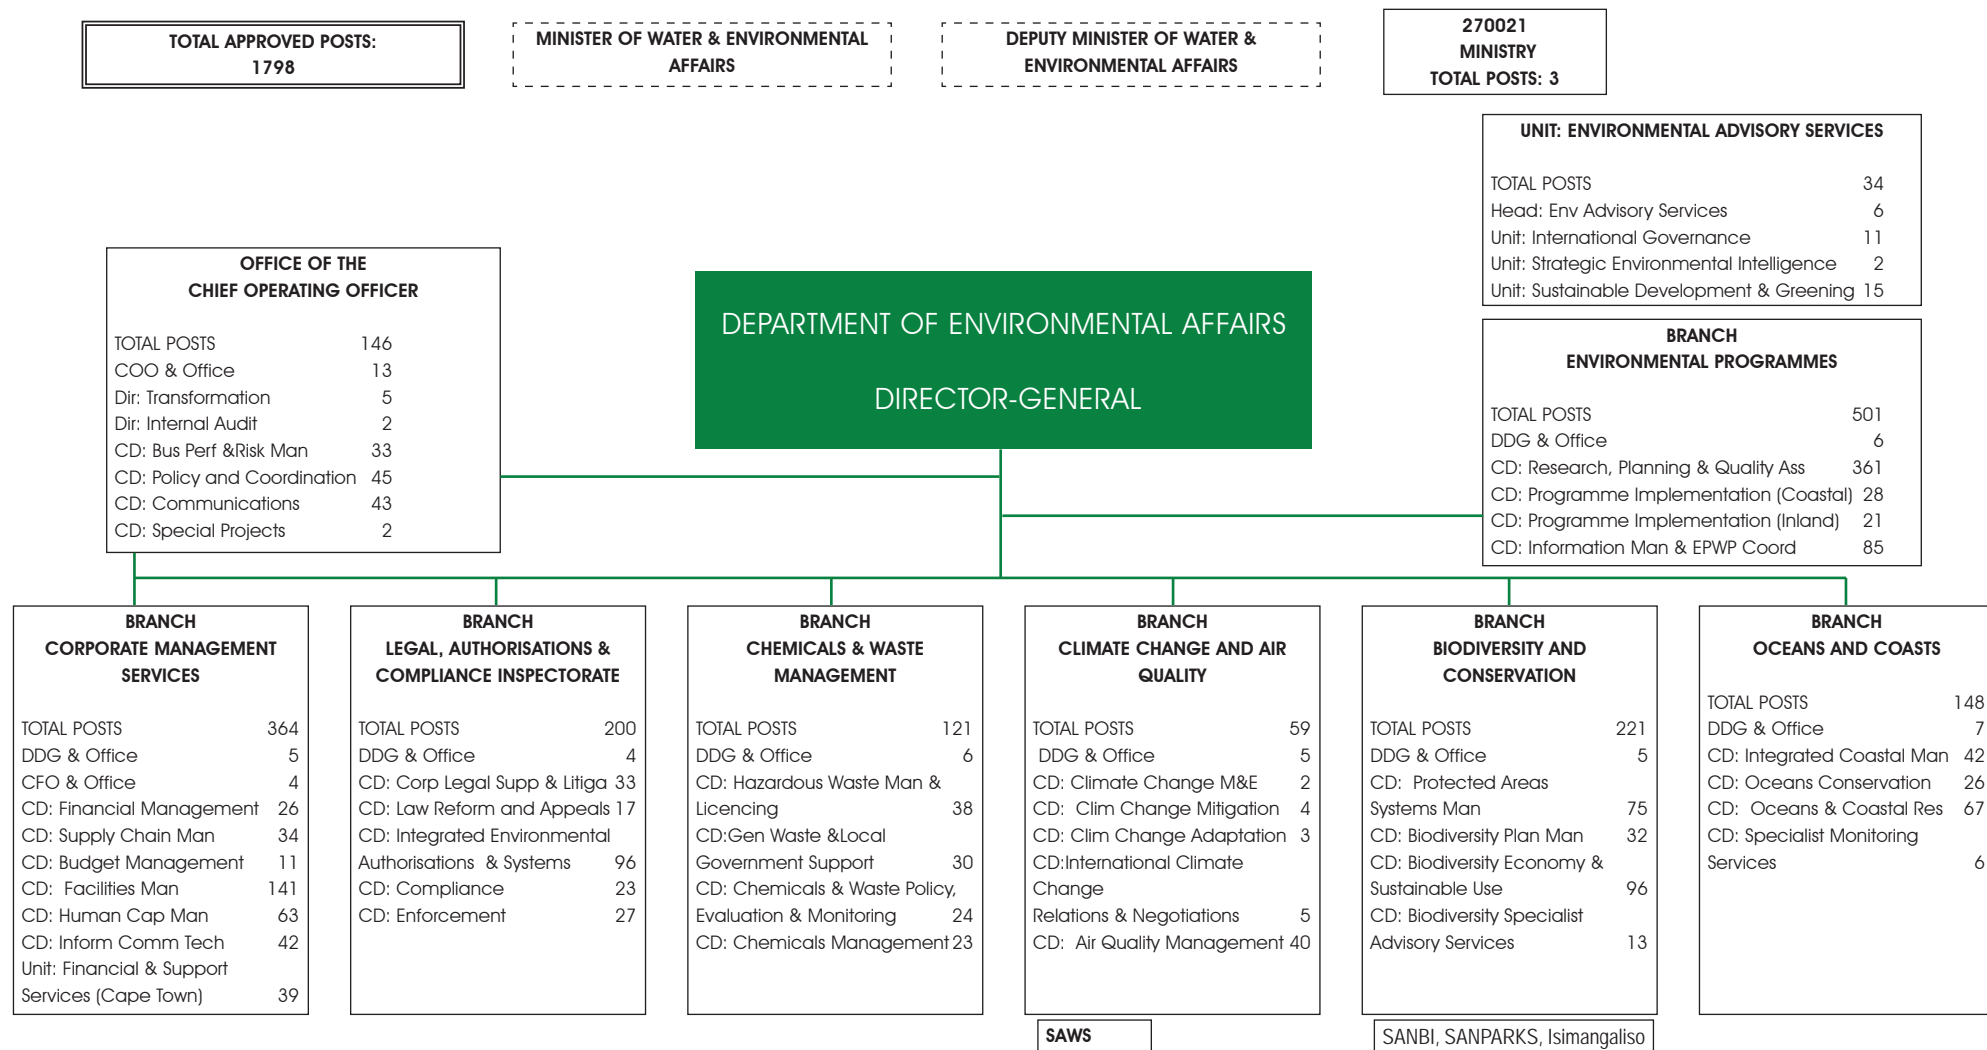 TOTAL APPROVED POSTS:
1798
MINISTER OF WATER & ENVIRONMENTAL
AFFAIRS
DEPUTY MINISTER OF WATER &
ENVIRONMENTAL AFFAIRS
270021
MINISTRY
TOTAL POSTS: 3
UNIT: ENVIRONMENTAL ADVISORY SERVICES
TOTAL POSTS 34
Head: Env Advisory Services 6
Unit: International Governance 11
Unit: Strategic Environmental Intelligence 2
Unit: Sustainable Development & Greening 15
OFFICE OF THE
CHIEF OPERATING OFFICER
TOTAL POSTS 146
COO & Office 13
Dir: Transformation 5
Dir: Internal Audit 2
CD: Bus Perf &Risk Man 33
CD: Policy and Coordination 45
CD: Communications 43
CD: Special Projects 2
DEPARTMENT OF ENVIRONMENTAL AFFAIRS
DIRECTOR-GENERAL
BRANCH
ENVIRONMENTAL PROGRAMMES
TOTAL POSTS 501
DDG & Office 6
CD: Research, Planning & Quality Ass 361
CD: Programme Implementation (Coastal) 28
CD: Programme Implementation (Inland) 21
CD: Information Man & EPWP Coord 85
BRANCH
CORPORATE MANAGEMENT
SERVICES
TOTAL POSTS 364
DDG & Office 5
CFO & Office 4
CD: Financial Management 26
CD: Supply Chain Man 34
CD: Budget Management 11
CD: Facilities Man 141
CD: Human Cap Man 63
CD: Inform Comm Tech 42
Unit: Financial & Support
Services (Cape Town) 39
BRANCH
LEGAL, AUTHORISATIONS &
COMPLIANCE INSPECTORATE
TOTAL POSTS 200
DDG & Office 4
CD: Corp Legal Supp & Litiga 33
CD: Law Reform and Appeals 17
CD: Integrated Environmental
Authorisations & Systems 96
CD: Compliance 23
CD: Enforcement 27
BRANCH
CHEMICALS & WASTE
MANAGEMENT
TOTAL POSTS 121
DDG & Office 6
CD: Hazardous Waste Man &
Licencing 38
CD:Gen Waste &Local
Government Support 30
CD: Chemicals & Waste Policy,
Evaluation & Monitoring 24
CD: Chemicals Management 23
BRANCH
CLIMATE CHANGE AND AIR
QUALITY
TOTAL POSTS 59
DDG & Office 5
CD: Climate Change M&E 2
CD: Clim Change Mitigation 4
CD: Clim Change Adaptation 3
CD:International Climate
Change
Relations & Negotiations 5
CD: Air Quality Management 40
BRANCH
BIODIVERSITY AND
CONSERVATION
TOTAL POSTS 221
DDG & Office 5
CD: Protected Areas
Systems Man 75
CD: Biodiversity Plan Man 32
CD: Biodiversity Economy &
Sustainable Use 96
CD: Biodiversity Specialist
Advisory Services 13
BRANCH
OCEANS AND COASTS
TOTAL POSTS 148
DDG & Office 7
CD: Integrated Coastal Man 42
CD: Oceans Conservation 26
CD: Oceans & Coastal Res 67
CD: Specialist Monitoring
Services 6
SAWS
SANBI, SANPARKS, Isimangaliso